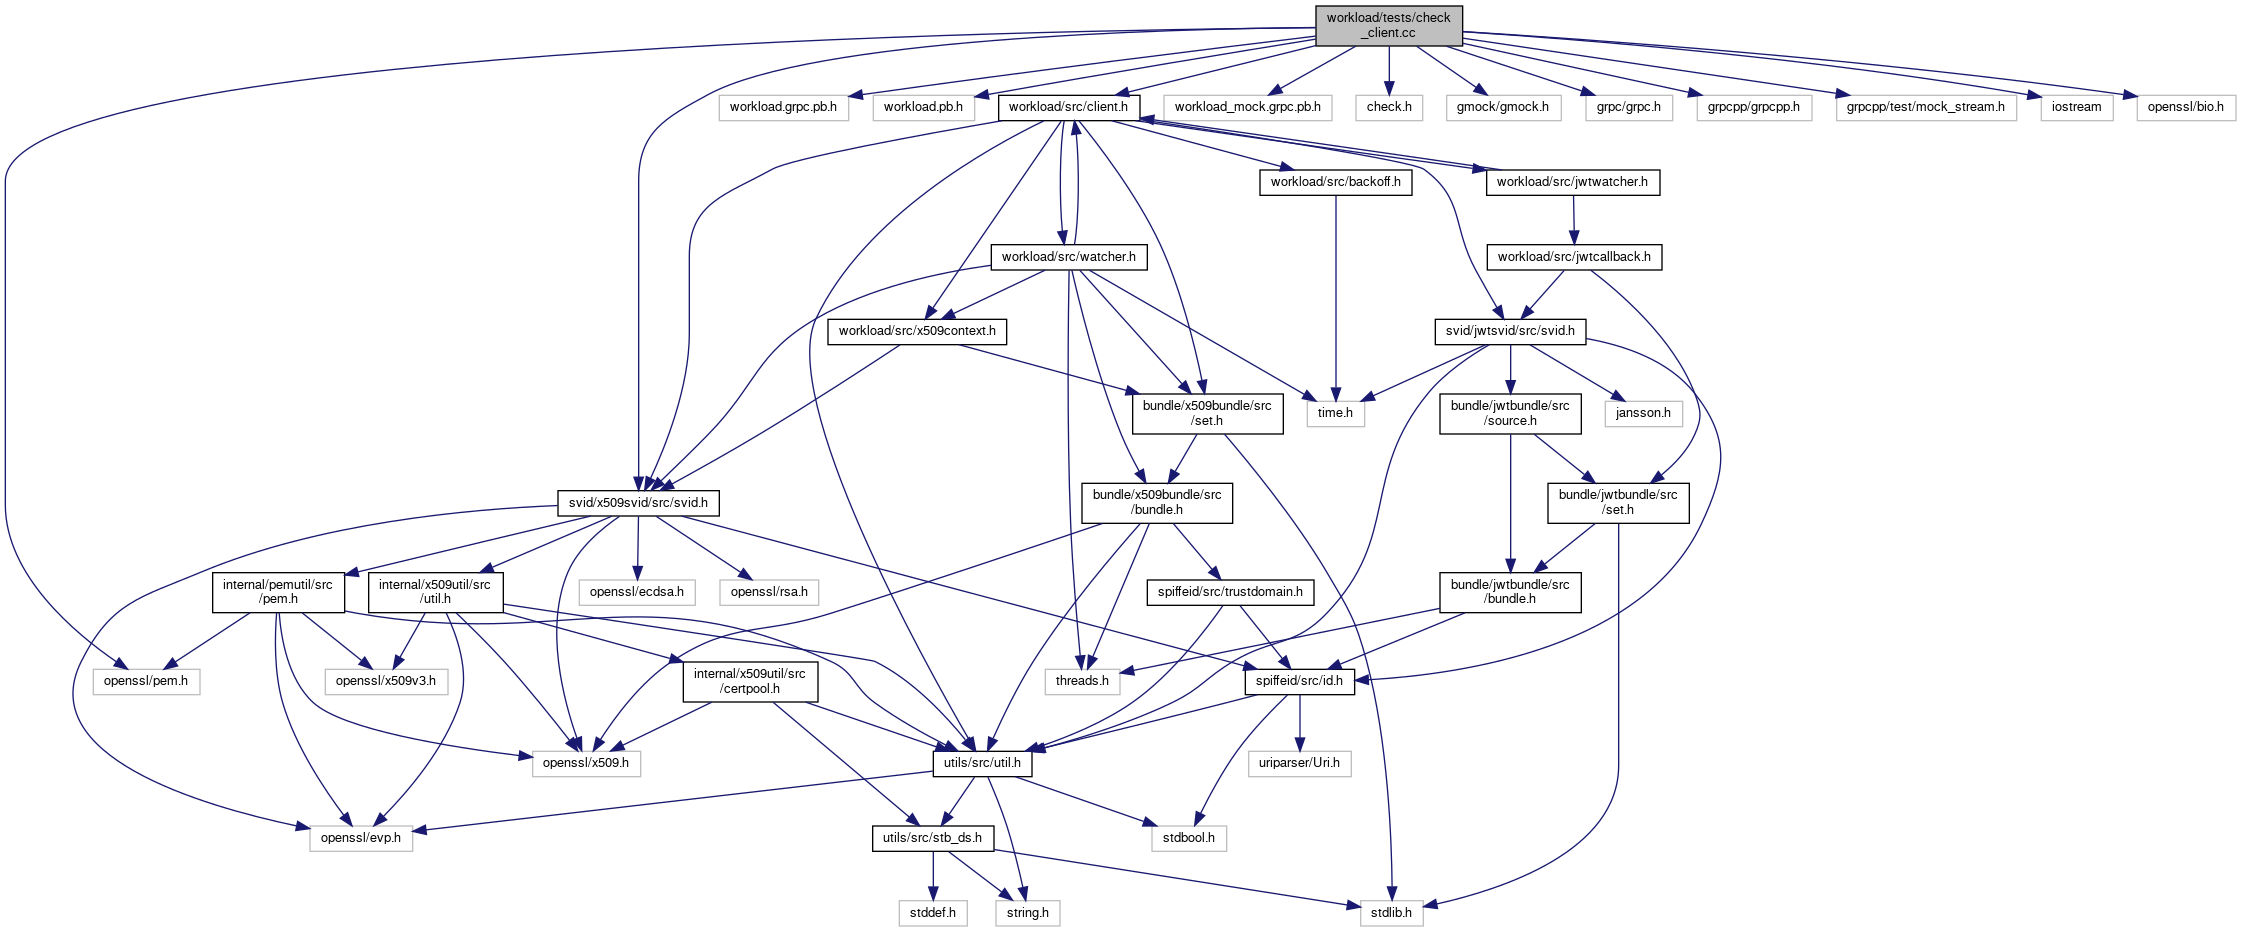 workload/tests/check
_client.cc
workload.grpc.pb.h
workload.pb.h
workload/src/client.h
workload_mock.grpc.pb.h
check.h
gmock/gmock.h
grpc/grpc.h
grpcpp/grpcpp.h
grpcpp/test/mock_stream.h
iostream
openssl/bio.h
workload/src/backoff.h
workload/src/jwtwatcher.h
workload/src/watcher.h
workload/src/jwtcallback.h
workload/src/x509context.h
svid/jwtsvid/src/svid.h
bundle/x509bundle/src
/set.h
time.h
bundle/jwtbundle/src
/source.h
jansson.h
svid/x509svid/src/svid.h
bundle/x509bundle/src
/bundle.h
bundle/jwtbundle/src
/set.h
internal/pemutil/src
/pem.h
internal/x509util/src
/util.h
openssl/ecdsa.h
openssl/rsa.h
spiffeid/src/trustdomain.h
bundle/jwtbundle/src
/bundle.h
openssl/pem.h
openssl/x509v3.h
internal/x509util/src
/certpool.h
threads.h
spiffeid/src/id.h
openssl/x509.h
utils/src/util.h
uriparser/Uri.h
openssl/evp.h
utils/src/stb_ds.h
stdbool.h
stddef.h
string.h
stdlib.h